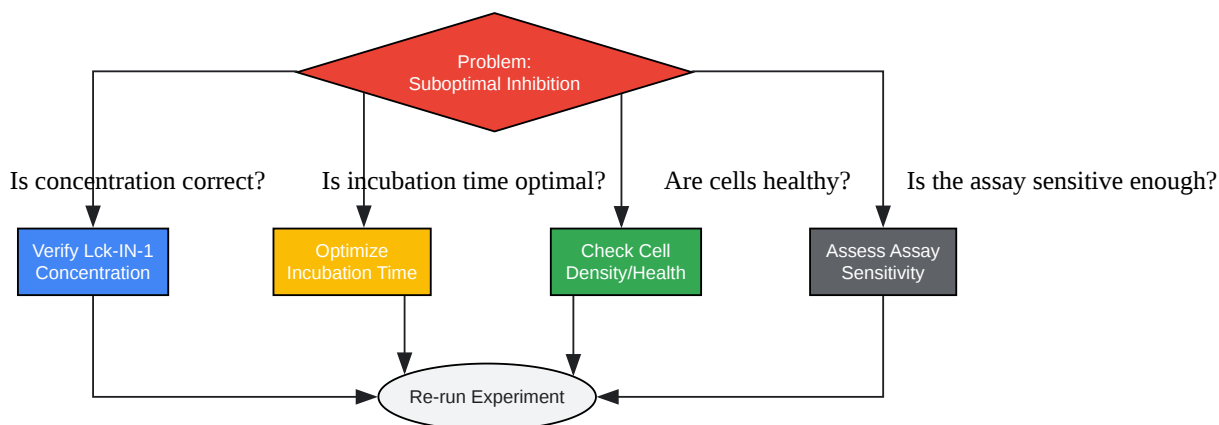 Problem:
Suboptimal Inhibition
Is concentration correct?
Is incubation time optimal?
Are cells healthy?
Is the assay sensitive enough?
Verify Lck-IN-1
Concentration
Optimize
Incubation Time
Check Cell
Density/Health
Assess Assay
Sensitivity
Re-run Experiment